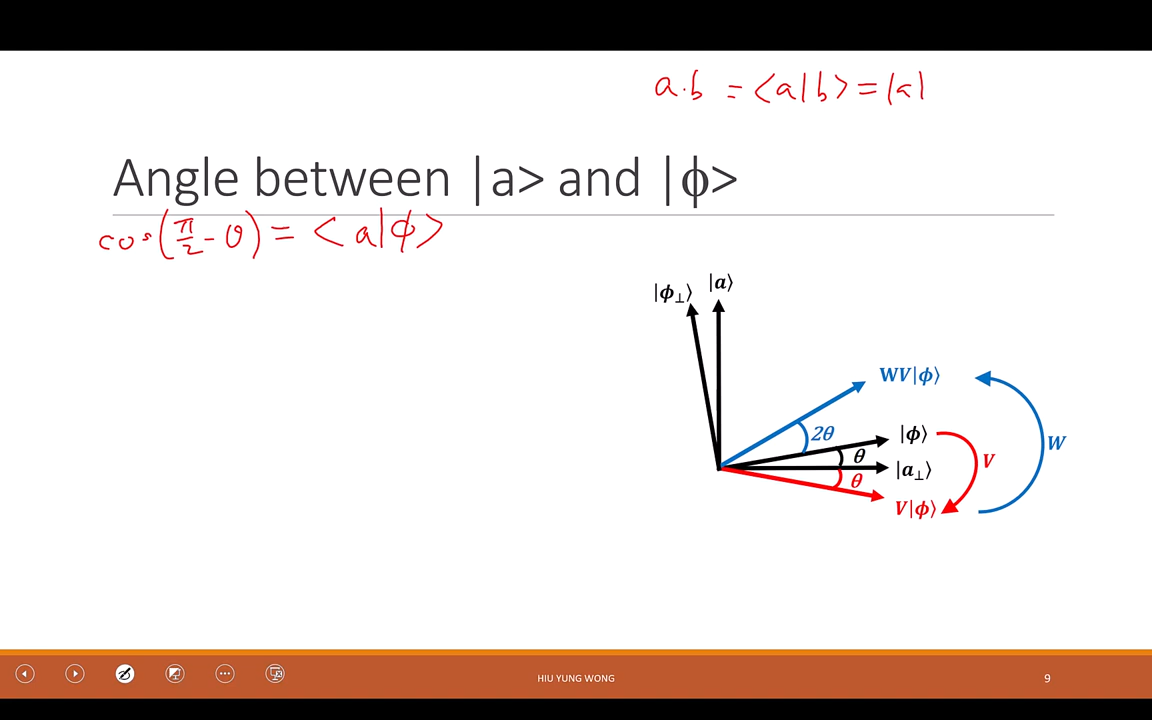 a.b = <a|b> = |a|
Angle between |a> and |ϕ>
cos(π/2 - θ) = <a|ϕ>
|ϕ⊥⟩ |a⟩
WV|ϕ⟩
2θ
|ϕ⟩
θ
W
V
|a⊥⟩
θ
V|ϕ⟩
HIU YUNG WONG 9